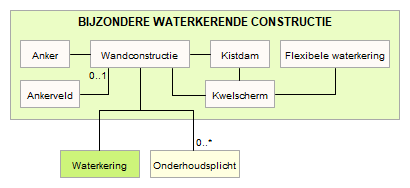 BIJZONDERE WATERKERENDE CONSTRUCTIE
Anker
Wandconstructie
Kistdam
Flexibele waterkering
0..1
Ankerveld
Kwelscherm
0..*
Waterkering
Onderhoudsplicht